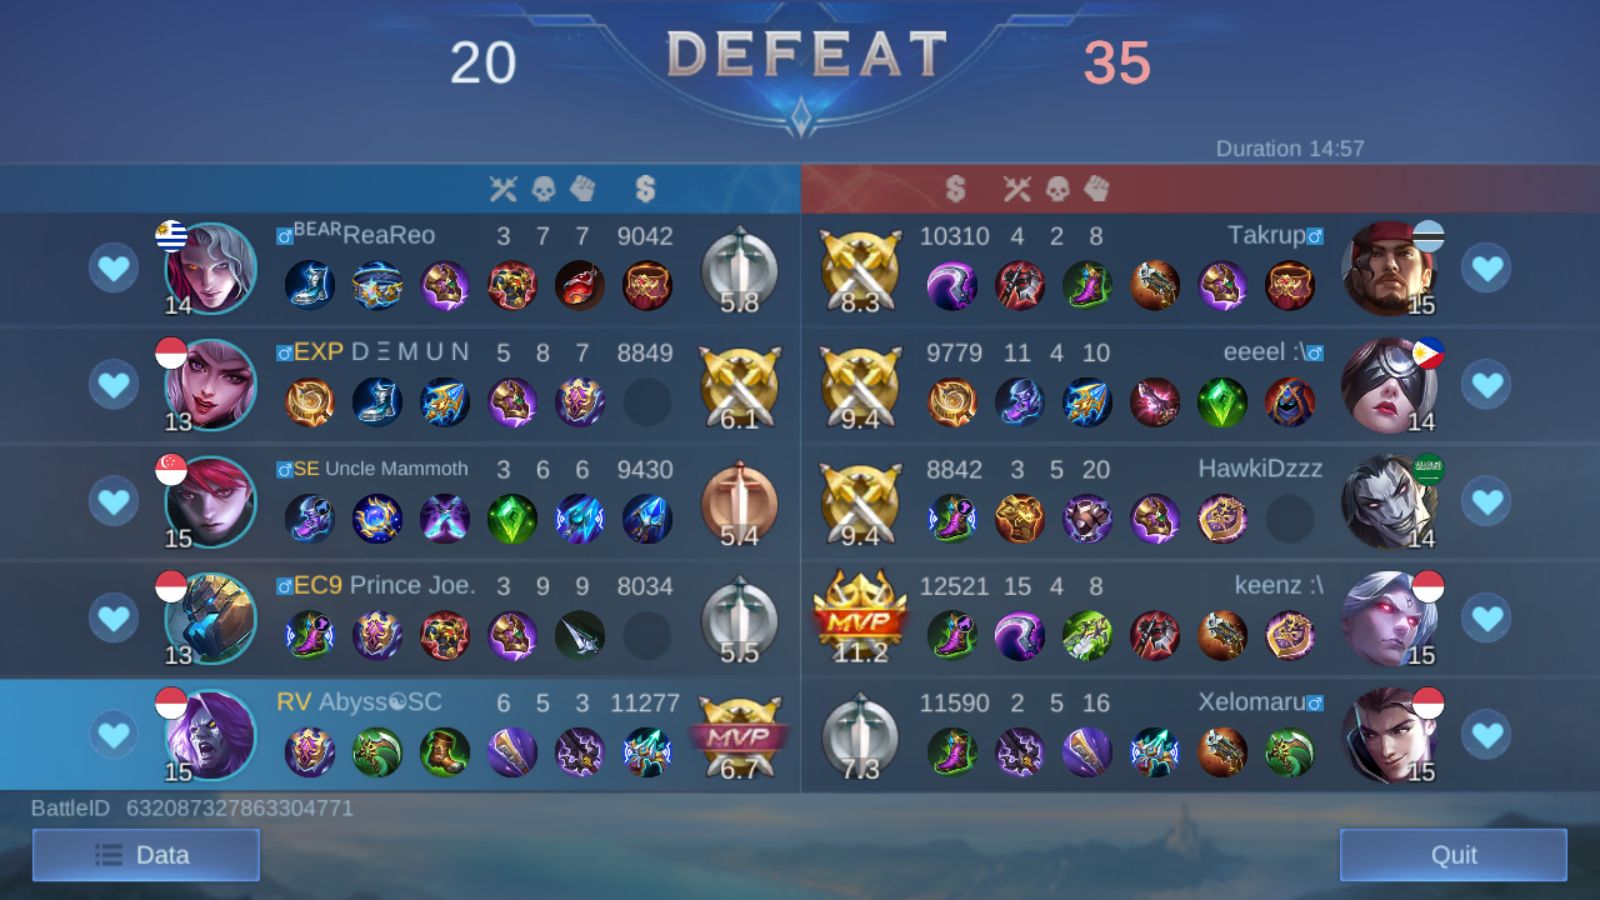 20 DEFEAT 35
Duration 14:57
BEARReaReo 3 7 7 9042
14 5.8
10310 4 2 8 Takrup
8.3 15
EXP D Ξ M U N 5 8 7 8849
13 6.1
9779 11 4 10 eeeel :\
9.4 14
SE Uncle Mammoth 3 6 6 9430
15 5.4
8842 3 5 20 HawkiDzzz
9.4 14
EC9 Prince Joe. 3 9 9 8034
13 5.5
12521 15 4 8 keenz :\
MVP
11.2 15
RV Abyss☯SC 6 5 3 11277
MVP
15 6.7
11590 2 5 16 Xelomaru
7.3 15
BattleID 632087327863304771
Data
Quit